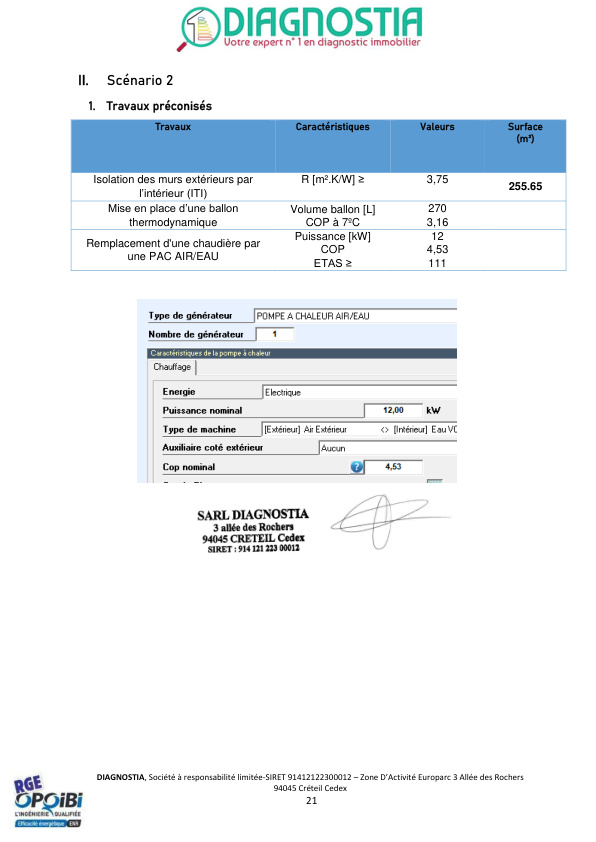 DIAGNOSTIA
Votre expert n°1 en diagnostic immobilier
II. Scénario 2
1. Travaux préconisés
Travaux Caractéristiques Valeurs Surface
(m²)
Isolation des murs extérieurs par R [m².K/W] ≥ 3,75
l'intérieur (ITI) 255.65
Mise en place d'une ballon Volume ballon [L] 270
thermodynamique COP à 7ºC 3,16
Remplacement d'une chaudière par Puissance [kW] 12
une PAC AIR/EAU COP 4,53
ETAS ≥ 111
Type de générateur POMPE A CHALEUR AIR/EAU
Nombre de générateur 1
Caractéristiques de la pompe à chaleur
Chauffage
Energie Electrique
Puissance nominal 12,00 kW
Type de machine [Extérieur] Air Extérieur <> [Intérieur] Eau VC
Auxiliaire coté extérieur Aucun
Cop nominal ? 4,53
SARL DIAGNOSTIA
3 allée des Rochers
94045 CRETEIL Cedex
SIRET : 914 121 223 00012
DIAGNOSTIA, Société à responsabilité limitée-SIRET 91412122300012 – Zone D'Activité Europarc 3 Allée des Rochers
94045 Créteil Cedex
21
RGE
OPQIBI
L'INGÉNIERIE QUALIFIÉE
Efficacité énergétique ENR